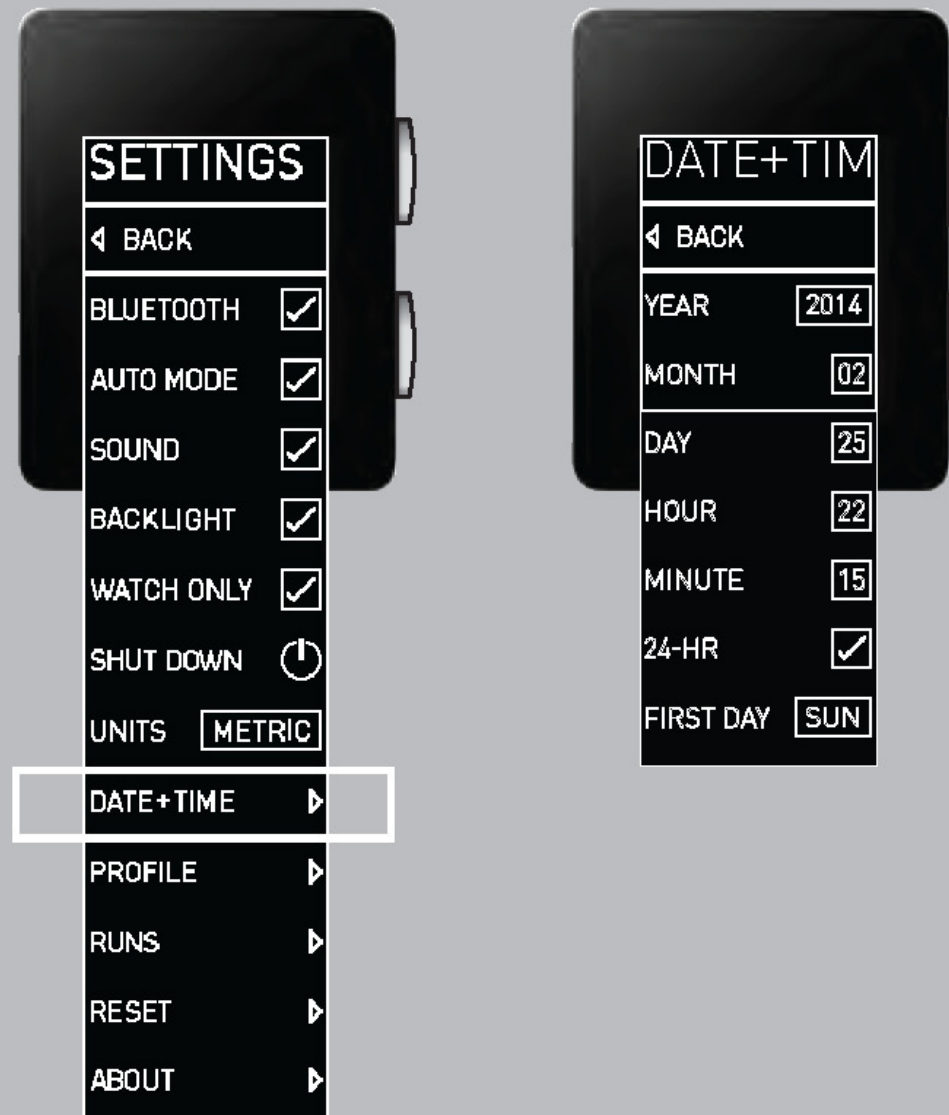 SETTINGS
BACK
BLUETOOTH
AUTO MODE
SOUND
BACKLIGHT
WATCH ONLY
SHUT DOWN
UNITS METRIC
DATE+TIME
PROFILE
RUNS
RESET
ABOUT
DATE+TIM
BACK
YEAR 2014
MONTH 02
DAY 25
HOUR 22
MINUTE 15
24-HR
FIRST DAY SUN